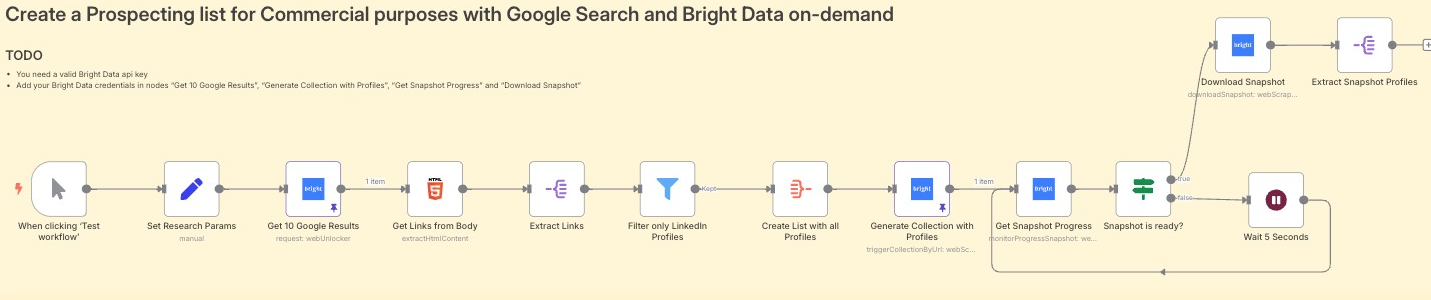 Create a Prospecting list for Commercial purposes with Google Search and Bright Data on-demand
TODO
• You need a valid Bright Data api key
• Add your Bright Data credentials in nodes “Get 10 Google Results”, “Generate Collection with Profiles”, “Get Snapshot Progress” and “Download Snapshot”
bright
Download Snapshot
downloadSnapshot: webScrap...
Extract Snapshot Profiles
When clicking ‘Test
workflow’
Set Research Params
manual
bright
Get 10 Google Results
request: webUnlocker
1 item
HTML
Get Links from Body
extractHtmlContent
Extract Links
Filter only LinkedIn
Profiles
Kept
Create List with all
Profiles
bright
Generate Collection with
Profiles
triggerCollectionByUrl: webSc...
1 item
bright
Get Snapshot Progress
monitorProgressSnapshot: we...
Snapshot is ready?
true
false
Wait 5 Seconds